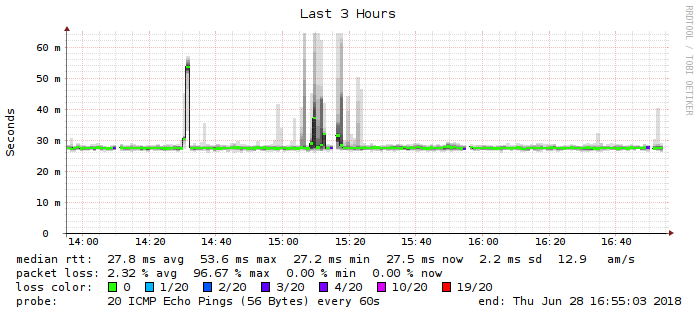 Last 3 Hours
RRDTOOL / TOBI OETIKER
Seconds
60 m
50 m
40 m
30 m
20 m
10 m
0
14:00 14:20 14:40 15:00 15:20 15:40 16:00 16:20 16:40
median rtt: 27.8 ms avg 53.6 ms max 27.2 ms min 27.5 ms now 2.2 ms sd 12.9 am/s
packet loss: 2.32 % avg 96.67 % max 0.00 % min 0.00 % now
loss color: 0 1/20 2/20 3/20 4/20 10/20 19/20
probe: 20 ICMP Echo Pings (56 Bytes) every 60s end: Thu Jun 28 16:55:03 2018